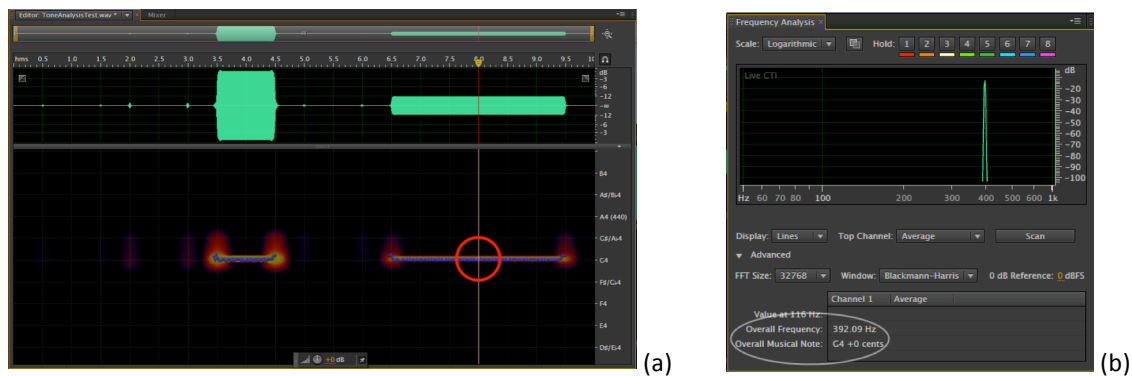 Editor: ToneAnalysisTest.wav *
Mixer
hms 0.5 1.0 1.5 2.0 2.5 3.0 3.5 4.0 4.5 5.0 5.5 6.0 6.5 7.0 7.5 8.0 8.5 9.0 9.5 10
dB
-3
-6
-12
-∞
-12
-6
-3
B4
A♯/B♭4
A4 (440)
G♯/A♭4
G4
F♯/G♭4
F4
E4
D♯/E♭4
+0 dB
(a)
Frequency Analysis
Scale: Logarithmic
Hold: 1 2 3 4 5 6 7 8
Live CTI
dB
-20
-30
-40
-50
-60
-70
-80
-90
-100
Hz 60 70 80 100 200 300 400 500 600 1k
Display: Lines Top Channel: Average Scan
Advanced
FFT Size: 32768 Window: Blackmann-Harris 0 dB Reference: 0 dBFS
Channel 1 Average
Value at 116 Hz:
Overall Frequency: 392.09 Hz
Overall Musical Note: G4 +0 cents
(b)